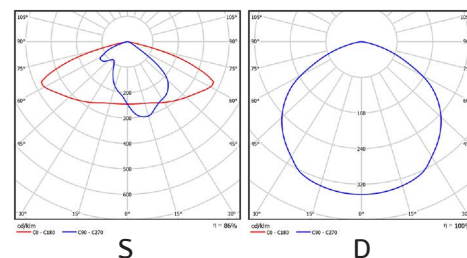 105° 105° 105° 105°
90° 90° 90° 90°
75° 75° 75° 75°
60° 60° 60° 60°
45° 45° 45° 45°
160
200
320
400
500
600
30° 15° 0° 15° 30° 30° 15° 0° 15° 30°
cd/klm η = 86% cd/klm η = 100%
C0 - C180 C90 - C270 C0 - C180 C90 - C270
S D